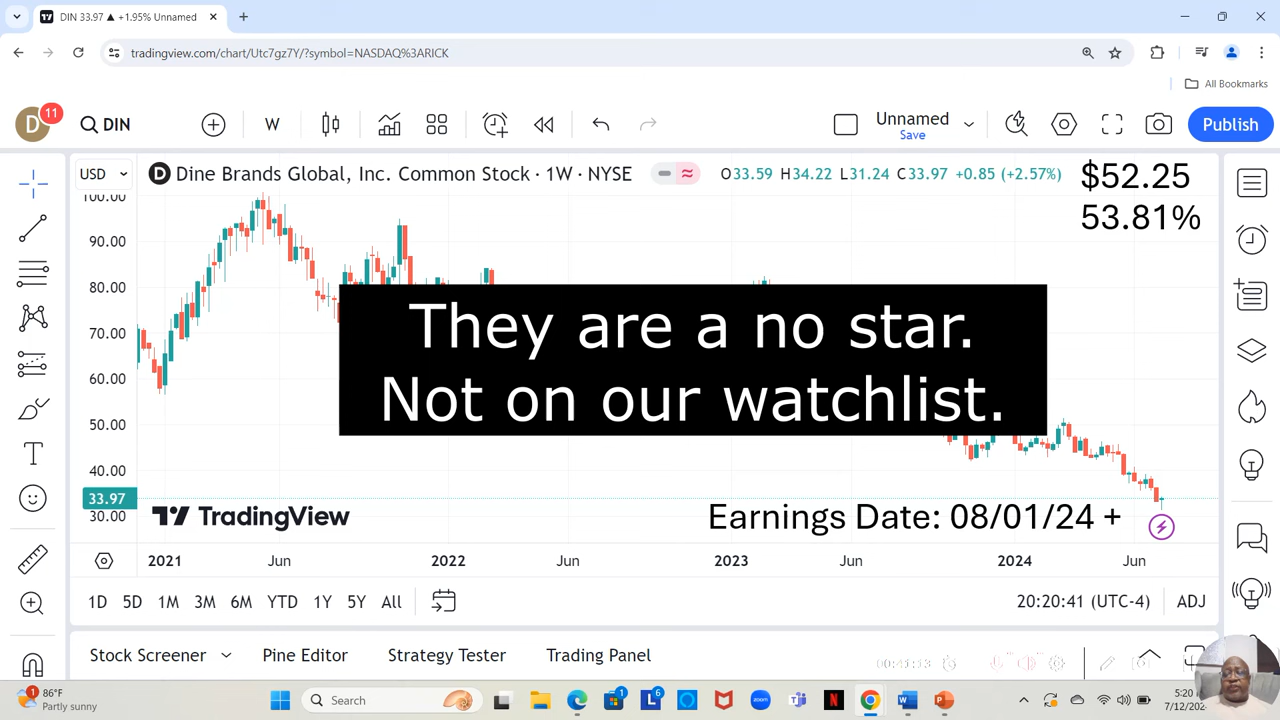 DIN 33.97 ▲ +1.95% Unnamed
tradingview.com/chart/Utc7gz7Y/?symbol=NASDAQ%3ARICK
All Bookmarks
D 11 DIN W Unnamed Save Publish
USD D Dine Brands Global, Inc. Common Stock · 1W · NYSE O33.59 H34.22 L31.24 C33.97 +0.85 (+2.57%)
$52.25
53.81%
100.00
90.00
80.00
70.00
60.00
50.00
40.00
33.97
30.00
They are a no star.
Not on our watchlist.
TradingView
Earnings Date: 08/01/24 +
2021 Jun 2022 Jun 2023 Jun 2024 Jun
1D 5D 1M 3M 6M YTD 1Y 5Y All 20:20:41 (UTC-4) ADJ
Stock Screener Pine Editor Strategy Tester Trading Panel
1 86°F
Partly sunny
Search
1 L 6 zoom N W P
5:20